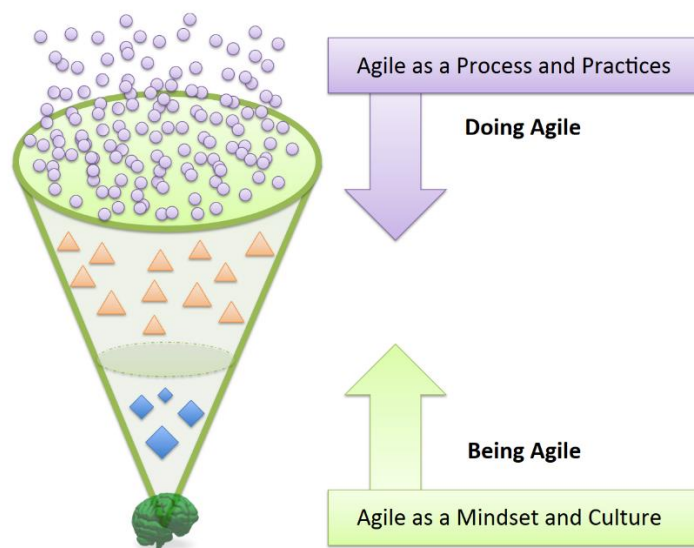 Agile as a Process and Practices
Doing Agile
Being Agile
Agile as a Mindset and Culture